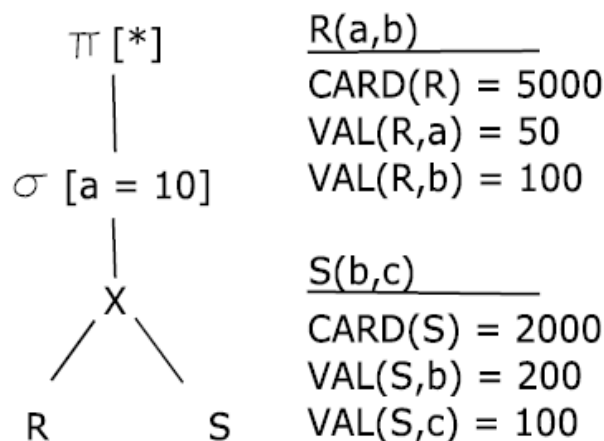 π [*]
σ [a = 10]
X
R
S
R(a,b)
CARD(R) = 5000
VAL(R,a) = 50
VAL(R,b) = 100
S(b,c)
CARD(S) = 2000
VAL(S,b) = 200
VAL(S,c) = 100